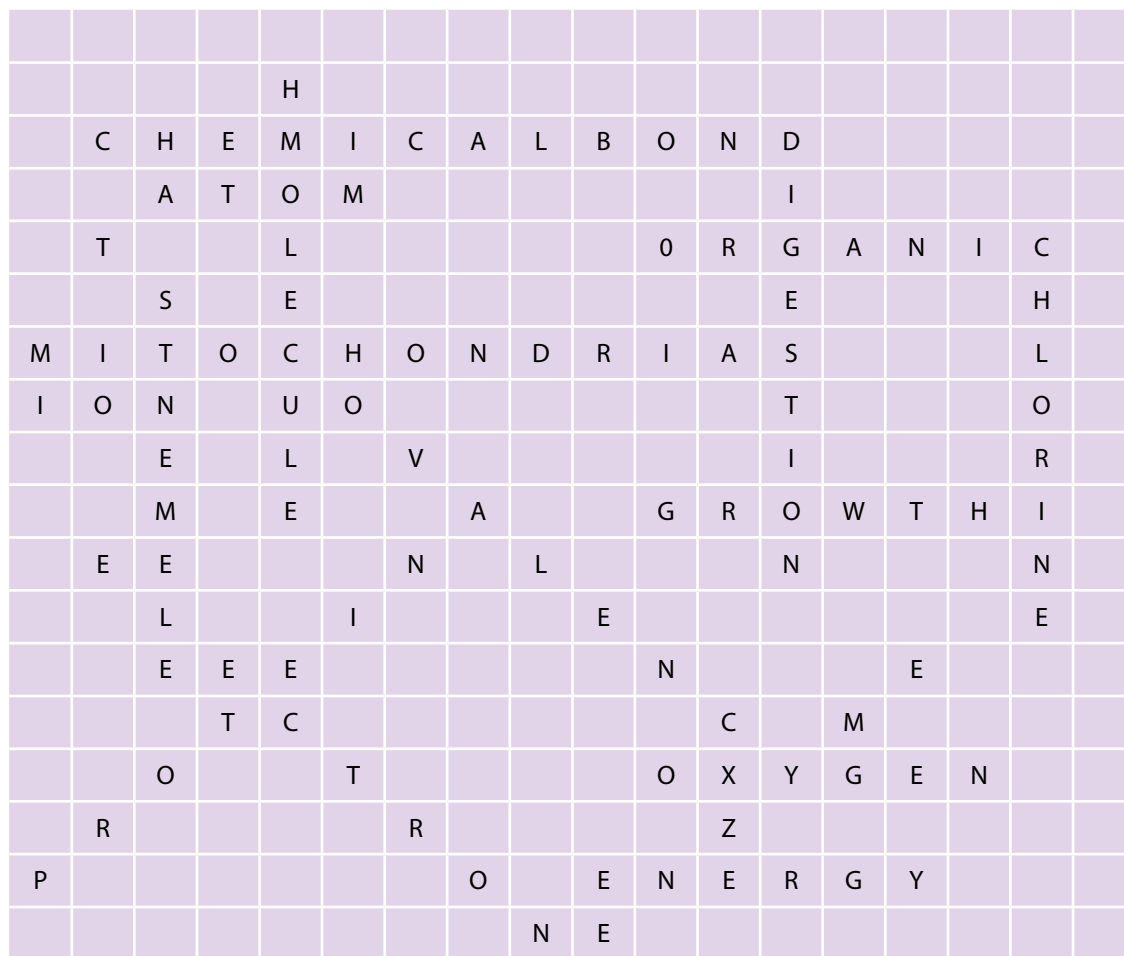 H
C H E M I C A L B O N D
A T O M I
T L 0 R G A N I C
S E E H
M I T O C H O N D R I A S L
I O N U O T O
E L V I R
M E A G R O W T H I
E E N L N N
L I E E
E E E N E
T C C M
O T O X Y G E N
R R Z
P O E N E R G Y
N E